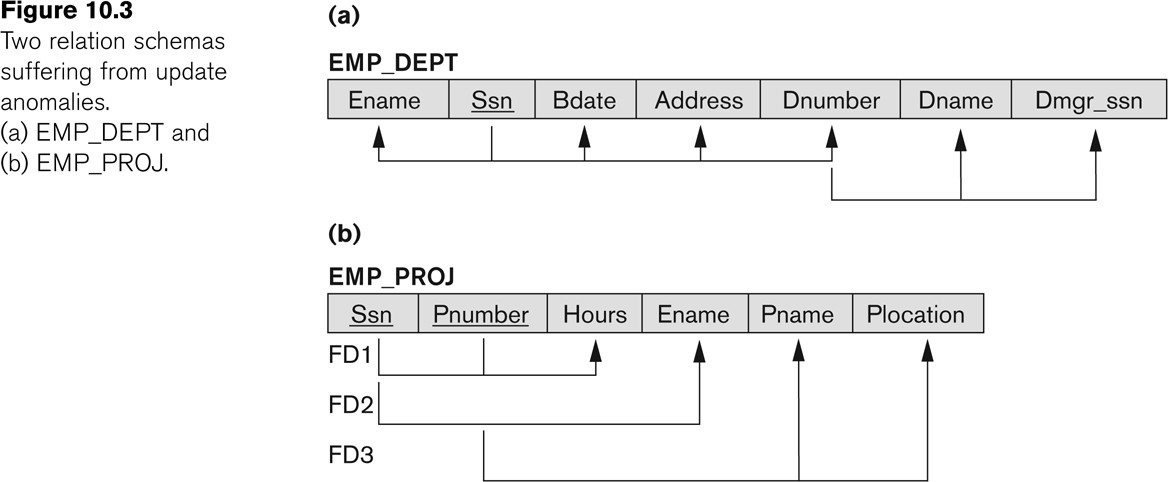 Figure 10.3
Two relation schemas
suffering from update
anomalies.
(a) EMP_DEPT and
(b) EMP_PROJ.
(a)
EMP_DEPT
Ename Ssn Bdate Address Dnumber Dname Dmgr_ssn
(b)
EMP_PROJ
Ssn Pnumber Hours Ename Pname Plocation
FD1
FD2
FD3